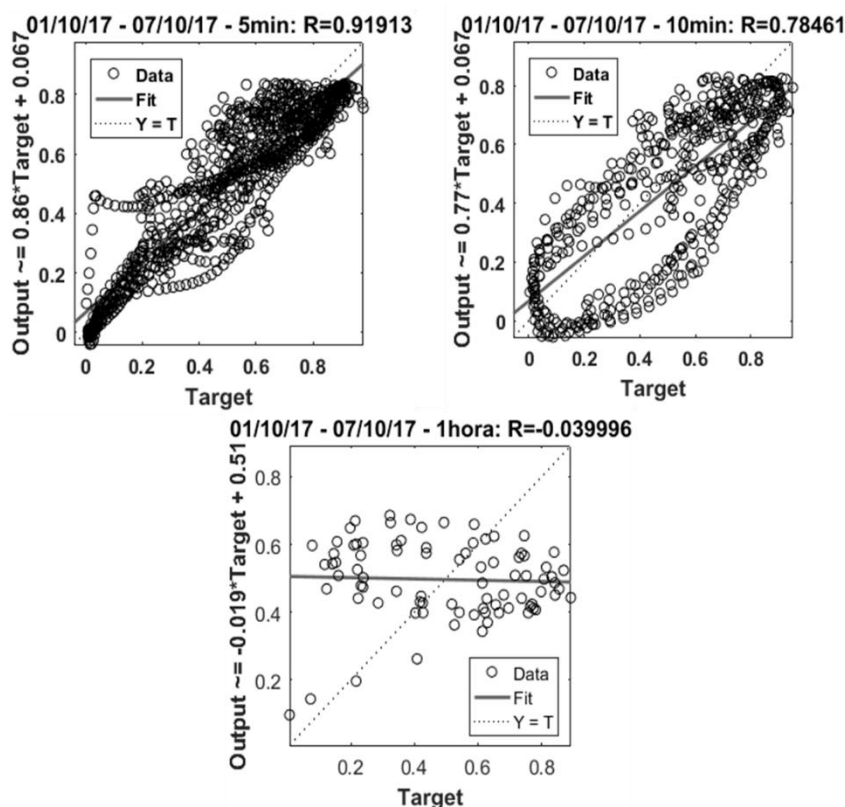 01/10/17 - 07/10/17 - 5min: R=0.91913
Output ~= 0.86*Target + 0.067
Data
Fit
Y = T
0.8
0.6
0.4
0.2
0
0 0.2 0.4 0.6 0.8
Target
01/10/17 - 07/10/17 - 10min: R=0.78461
Output ~= 0.77*Target + 0.067
Data
Fit
Y = T
0.8
0.6
0.4
0.2
0
0 0.2 0.4 0.6 0.8
Target
01/10/17 - 07/10/17 - 1hora: R=-0.039996
Output ~= -0.019*Target + 0.51
0.8
0.6
0.4
0.2
Data
Fit
Y = T
0.2 0.4 0.6 0.8
Target